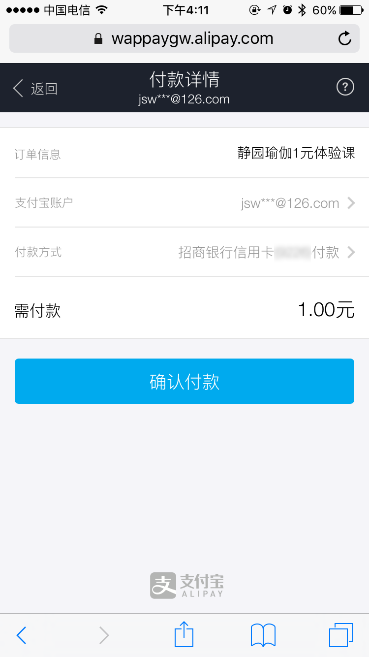 中国电信 下午4:11 60%
wappaygw.alipay.com
返回 付款详情
jsw***@126.com
订单信息 静园瑜伽1元体验课
支付宝账户 jsw***@126.com
付款方式 招商银行信用卡 付款
需付款 1.00元
确认付款
支 支付宝
ALIPAY